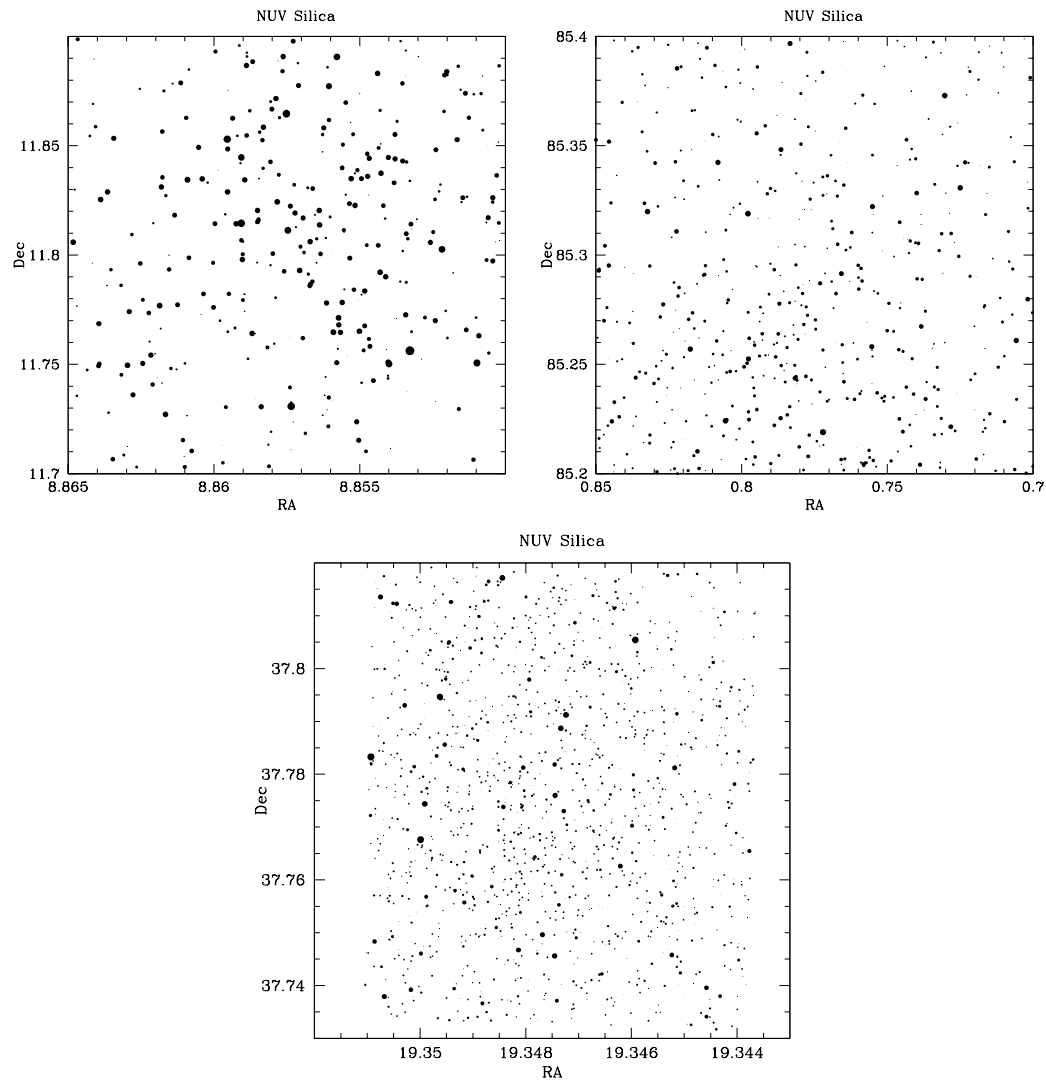 NUV Silica
NUV Silica
85.4
11.85
85.35
Dec
11.8
Dec
85.3
11.75
85.25
11.7
85.2
8.865
8.86
8.855
0.85
0.8
0.75
0.7
RA
RA
NUV Silica
37.8
37.78
Dec
37.76
37.74
19.35
19.348
19.346
19.344
RA